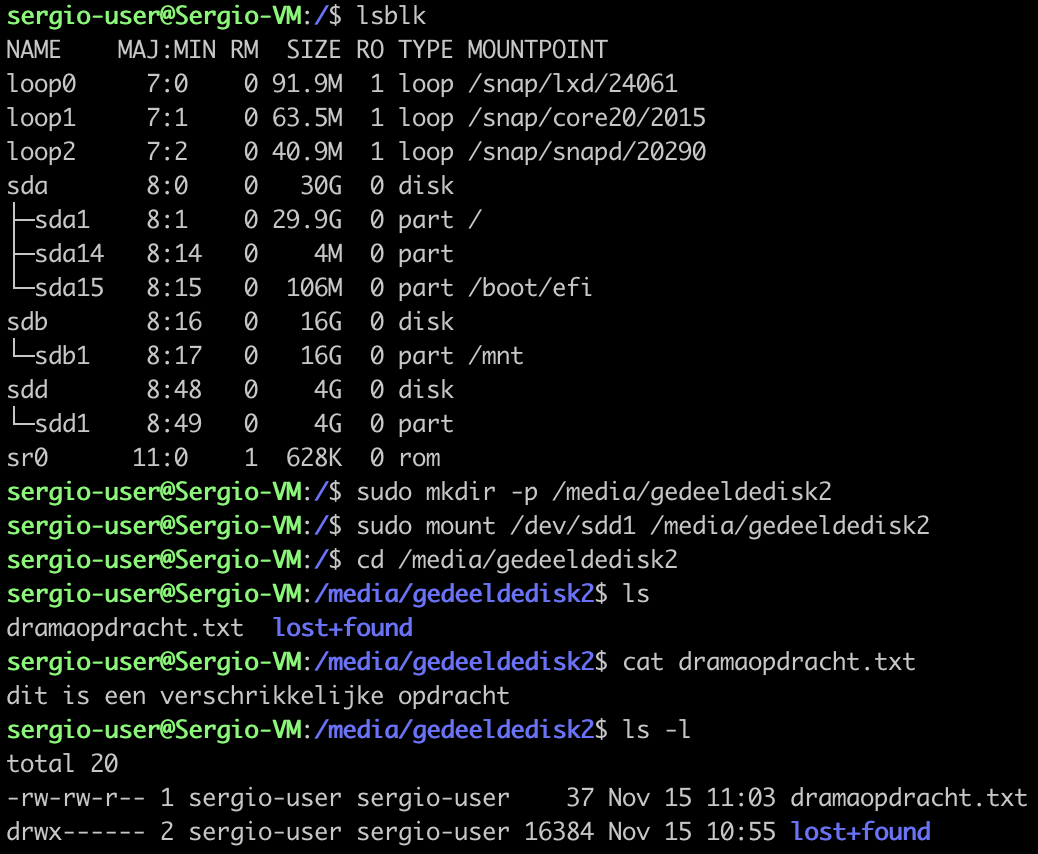 sergio-user@Sergio-VM:/$ lsblk
NAME    MAJ:MIN RM  SIZE RO TYPE MOUNTPOINT
loop0     7:0    0 91.9M  1 loop /snap/lxd/24061
loop1     7:1    0 63.5M  1 loop /snap/core20/2015
loop2     7:2    0 40.9M  1 loop /snap/snapd/20290
sda       8:0    0   30G  0 disk
├─sda1    8:1    0 29.9G  0 part /
├─sda14   8:14   0    4M  0 part
└─sda15   8:15   0  106M  0 part /boot/efi
sdb       8:16   0   16G  0 disk
└─sdb1    8:17   0   16G  0 part /mnt
sdd       8:48   0    4G  0 disk
└─sdd1    8:49   0    4G  0 part
sr0      11:0    1  628K  0 rom
sergio-user@Sergio-VM:/$ sudo mkdir -p /media/gedeeldedisk2
sergio-user@Sergio-VM:/$ sudo mount /dev/sdd1 /media/gedeeldedisk2
sergio-user@Sergio-VM:/$ cd /media/gedeeldedisk2
sergio-user@Sergio-VM:/media/gedeeldedisk2$ ls
dramaopdracht.txt  lost+found
sergio-user@Sergio-VM:/media/gedeeldedisk2$ cat dramaopdracht.txt
dit is een verschrikkelijke opdracht
sergio-user@Sergio-VM:/media/gedeeldedisk2$ ls -l
total 20
-rw-rw-r-- 1 sergio-user sergio-user    37 Nov 15 11:03 dramaopdracht.txt
drwx------ 2 sergio-user sergio-user 16384 Nov 15 10:55 lost+found